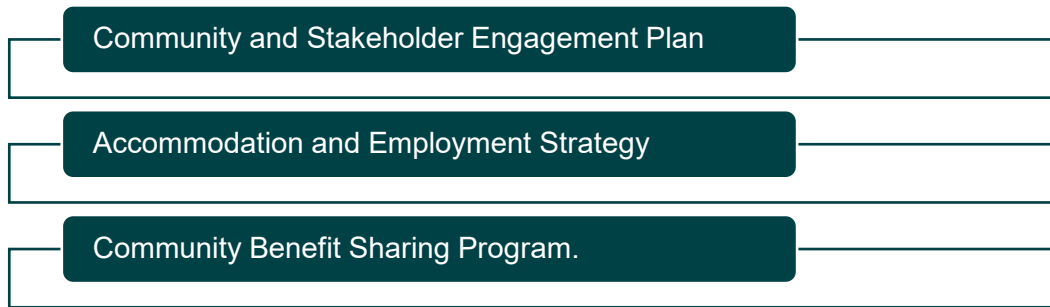 Community and Stakeholder Engagement Plan
Accommodation and Employment Strategy
Community Benefit Sharing Program.